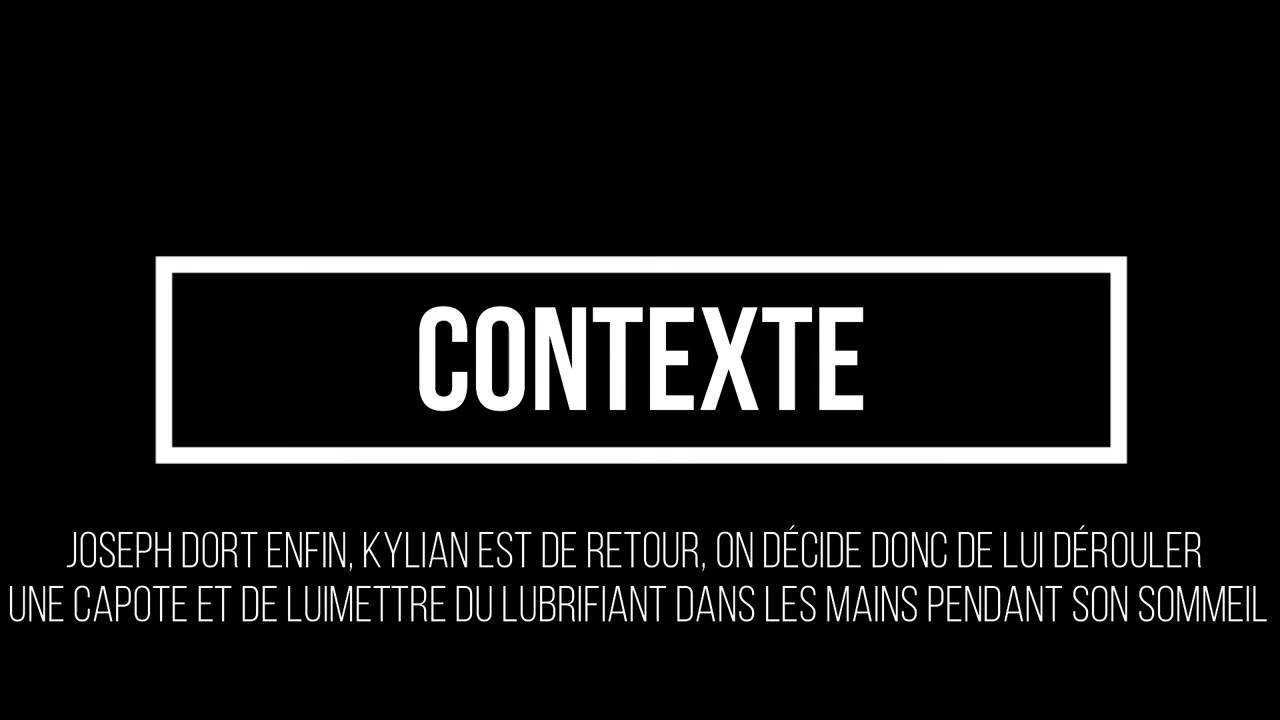 CONTEXTE
JOSEPH DORT ENFIN, KYLIAN EST DE RETOUR, ON DÉCIDE DONC DE LUI DÉROULER
UNE CAPOTE ET DE LUIMETTRE DU LUBRIFIANT DANS LES MAINS PENDANT SON SOMMEIL